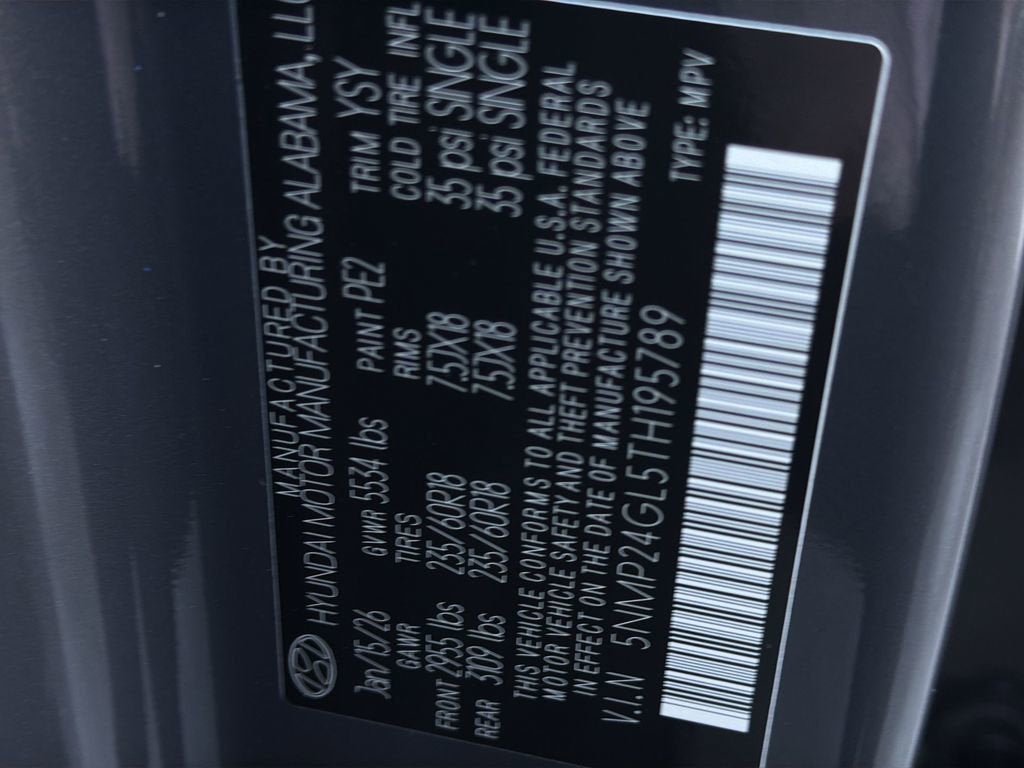 MANUFACTURED BY
HYUNDAI MOTOR MANUFACTURING ALABAMA, LLC
Jan/15/26 GVWR 5534 lbs PAINT PE2 TRIM YSY
GAWR TIRES RIMS COLD TIRE INFL
FRONT 2955 lbs 235/60R18 7.5JX18 35 psi SINGLE
REAR 3109 lbs 235/60R18 7.5JX18 35 psi SINGLE
THIS VEHICLE CONFORMS TO ALL APPLICABLE U.S.A. FEDERAL
MOTOR VEHICLE SAFETY AND THEFT PREVENTION STANDARDS
IN EFFECT ON THE DATE OF MANUFACTURE SHOWN ABOVE
V.I.N 5NMP24GL5TH195789 TYPE: MPV